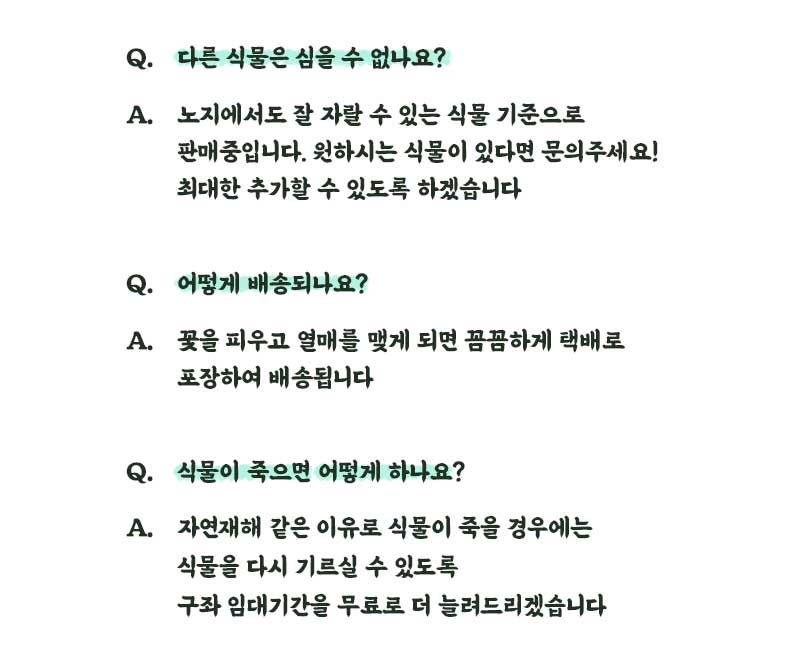 Q. 다른 식물은 심을 수 없나요?
A. 노지에서도 잘 자랄 수 있는 식물 기준으로
판매중입니다. 원하시는 식물이 있다면 문의주세요!
최대한 추가할 수 있도록 하겠습니다
Q. 어떻게 배송되나요?
A. 꽃을 피우고 열매를 맺게 되면 꼼꼼하게 택배로
포장하여 배송됩니다
Q. 식물이 죽으면 어떻게 하나요?
A. 자연재해 같은 이유로 식물이 죽을 경우에는
식물을 다시 기르실 수 있도록
구좌 임대기간을 무료로 더 늘려드리겠습니다